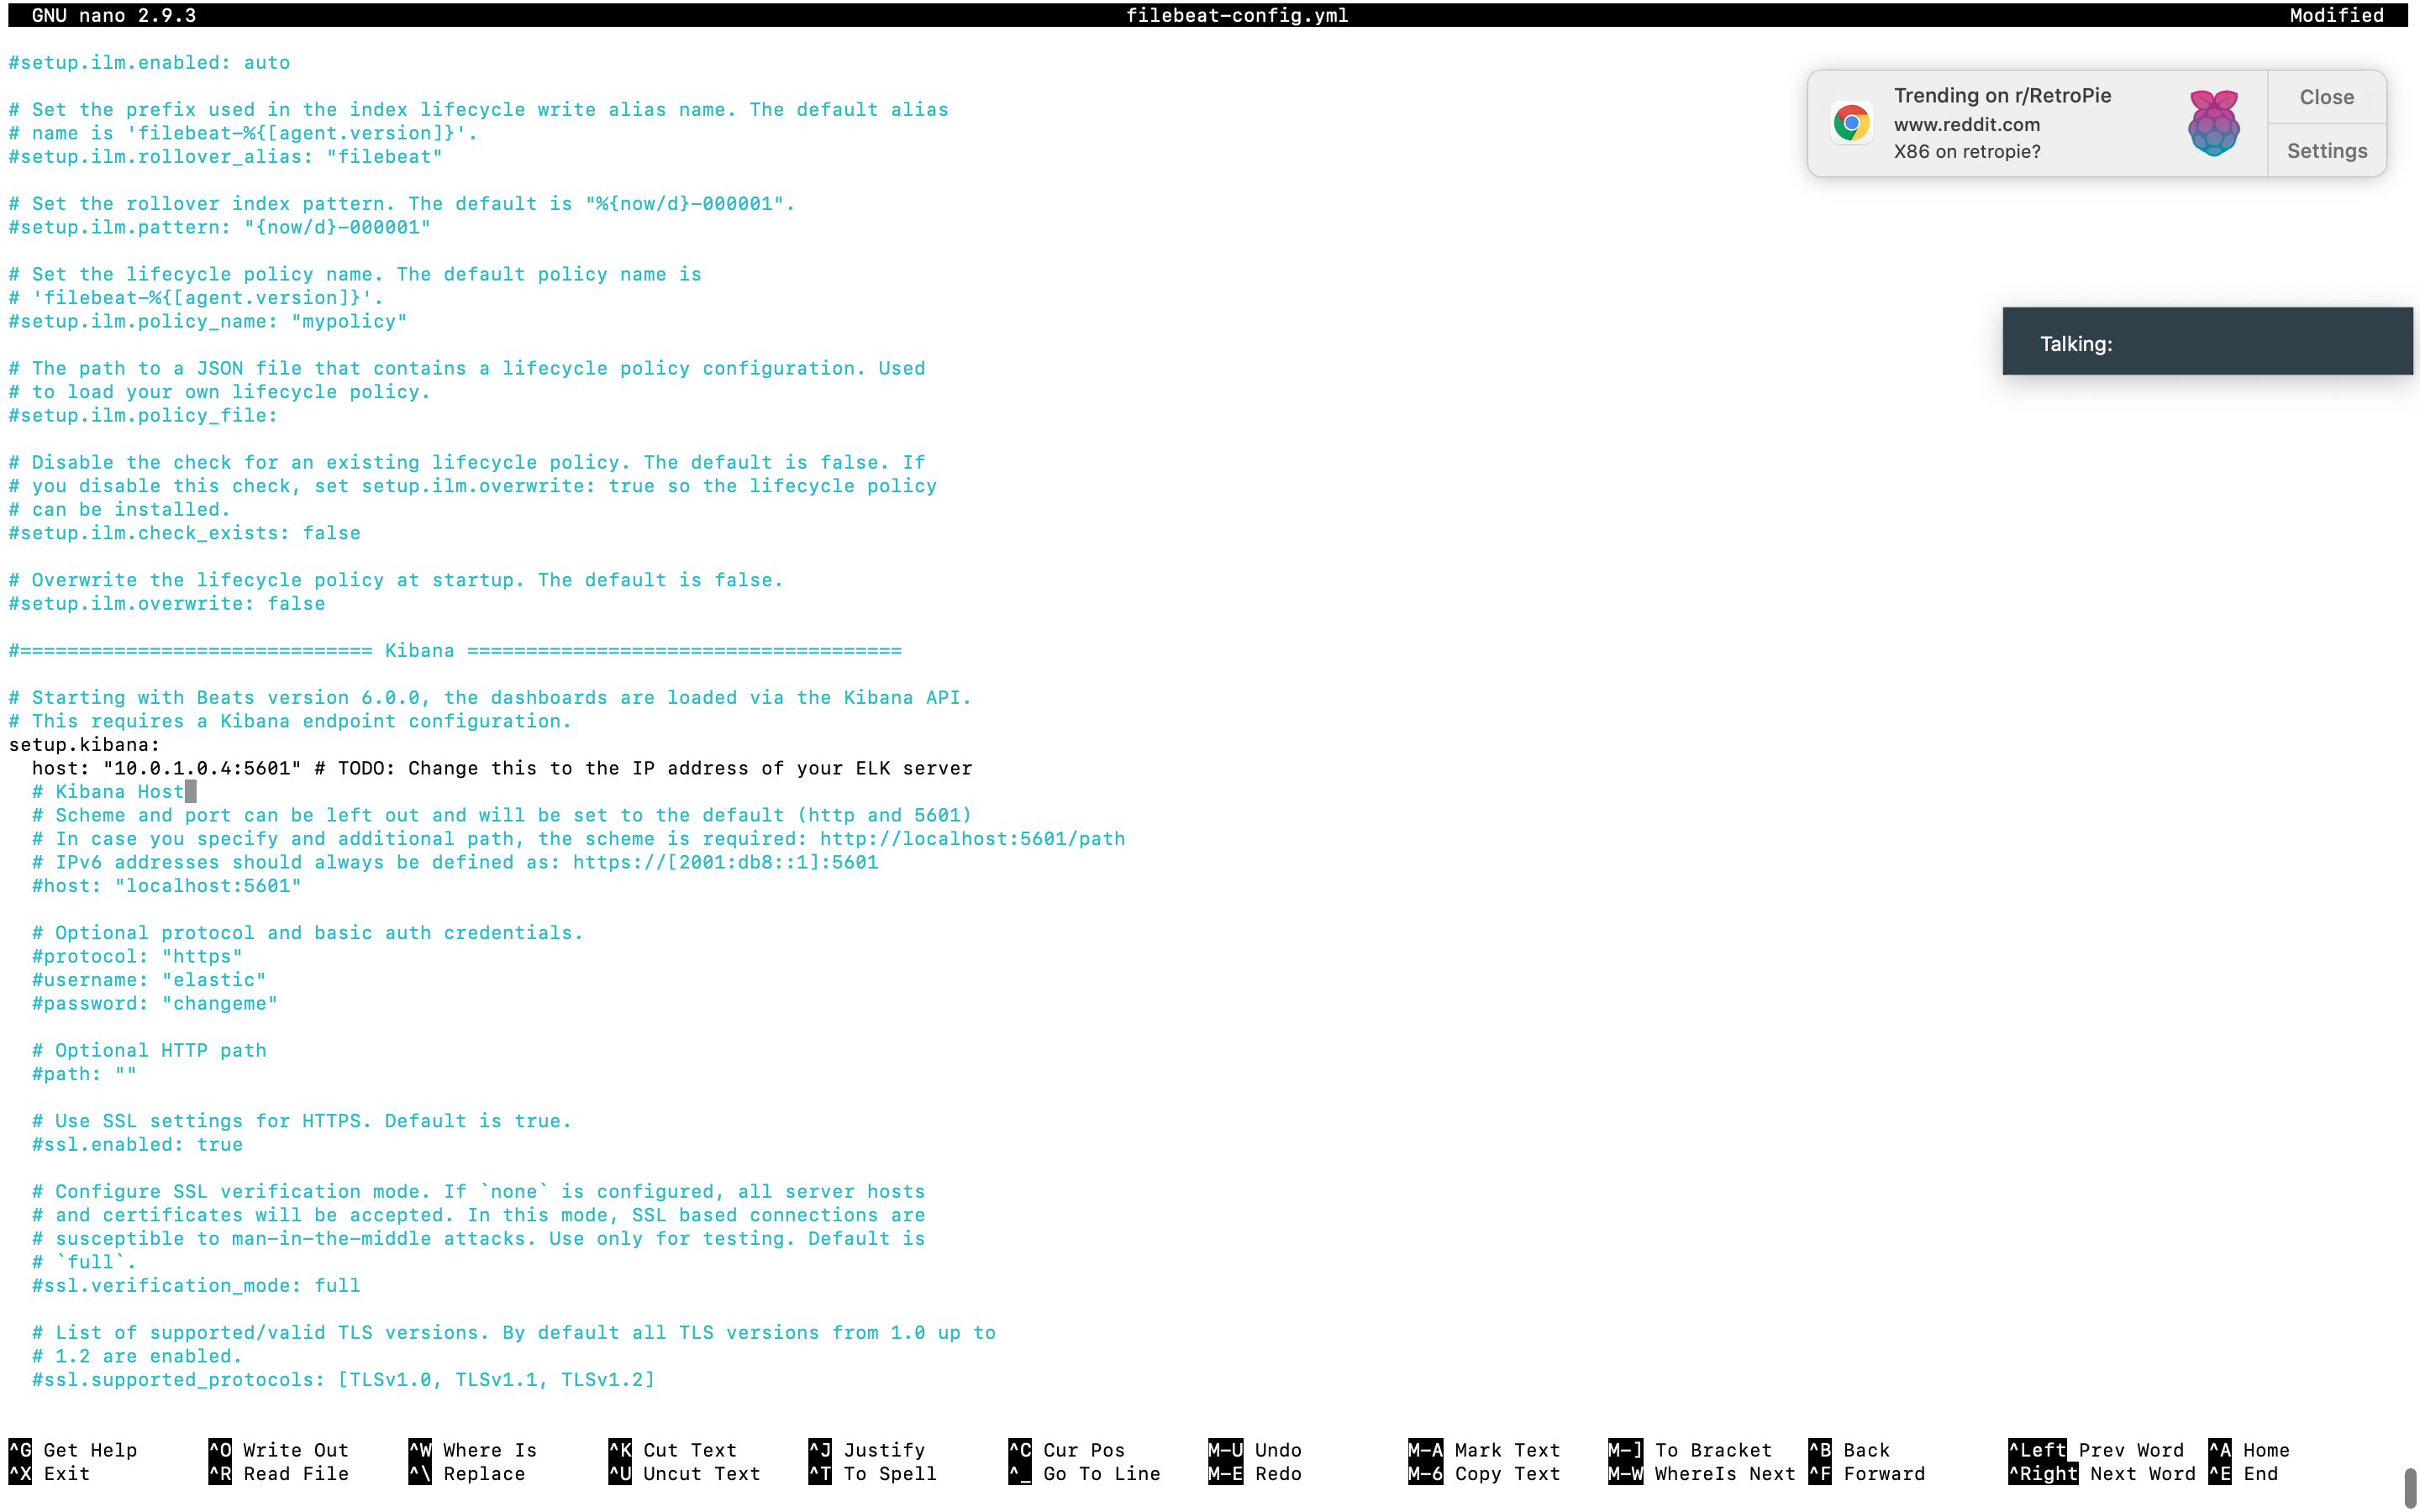 GNU nano 2.9.3 filebeat-config.yml Modified
#setup.ilm.enabled: auto
# Set the prefix used in the index lifecycle write alias name. The default alias
# name is 'filebeat-%{[agent.version]}'.
#setup.ilm.rollover_alias: "filebeat"
# Set the rollover index pattern. The default is "%{now/d}-000001".
#setup.ilm.pattern: "{now/d}-000001"
# Set the lifecycle policy name. The default policy name is
# 'filebeat-%{[agent.version]}'.
#setup.ilm.policy_name: "mypolicy"
# The path to a JSON file that contains a lifecycle policy configuration. Used
# to load your own lifecycle policy.
#setup.ilm.policy_file:
# Disable the check for an existing lifecycle policy. The default is false. If
# you disable this check, set setup.ilm.overwrite: true so the lifecycle policy
# can be installed.
#setup.ilm.check_exists: false
# Overwrite the lifecycle policy at startup. The default is false.
#setup.ilm.overwrite: false
#============================== Kibana =====================================
# Starting with Beats version 6.0.0, the dashboards are loaded via the Kibana API.
# This requires a Kibana endpoint configuration.
setup.kibana:
  host: "10.0.1.0.4:5601" # TODO: Change this to the IP address of your ELK server
  # Kibana Host
  # Scheme and port can be left out and will be set to the default (http and 5601)
  # In case you specify and additional path, the scheme is required: http://localhost:5601/path
  # IPv6 addresses should always be defined as: https://[2001:db8::1]:5601
  #host: "localhost:5601"
  # Optional protocol and basic auth credentials.
  #protocol: "https"
  #username: "elastic"
  #password: "changeme"
  # Optional HTTP path
  #path: ""
  # Use SSL settings for HTTPS. Default is true.
  #ssl.enabled: true
  # Configure SSL verification mode. If `none` is configured, all server hosts
  # and certificates will be accepted. In this mode, SSL based connections are
  # susceptible to man-in-the-middle attacks. Use only for testing. Default is
  # `full`.
  #ssl.verification_mode: full
  # List of supported/valid TLS versions. By default all TLS versions from 1.0 up to
  # 1.2 are enabled.
  #ssl.supported_protocols: [TLSv1.0, TLSv1.1, TLSv1.2]
Trending on r/RetroPie
www.reddit.com
X86 on retropie?
Close
Settings
Talking:
^G Get Help ^O Write Out ^W Where Is ^K Cut Text ^J Justify ^C Cur Pos M-U Undo M-A Mark Text M-] To Bracket ^B Back ^Left Prev Word ^A Home
^X Exit ^R Read File ^\ Replace ^U Uncut Text ^T To Spell ^_ Go To Line M-E Redo M-6 Copy Text M-W WhereIs Next ^F Forward ^Right Next Word ^E End